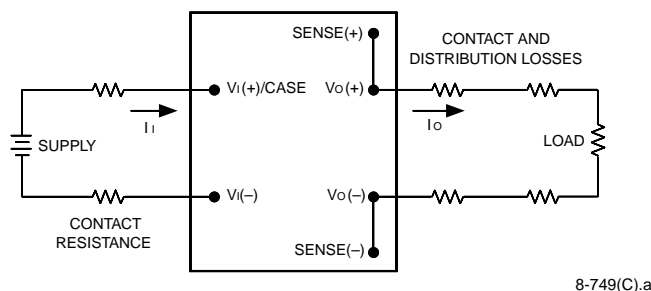 SENSE(+)
CONTACT AND
DISTRIBUTION LOSSES
VI(+)/CASE
VO(+)
II
IO
SUPPLY
LOAD
VI(–)
VO(–)
CONTACT
RESISTANCE
SENSE(–)
8-749(C).a